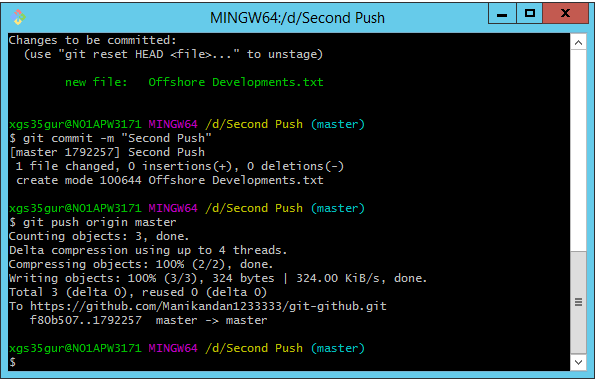 MINGW64:/d/Second Push
Changes to be committed:
  (use "git reset HEAD <file>..." to unstage)
        new file:   Offshore Developments.txt
xgs35gur@NO1APW3171 MINGW64 /d/Second Push (master)
$ git commit -m "Second Push"
[master 1792257] Second Push
 1 file changed, 0 insertions(+), 0 deletions(-)
 create mode 100644 Offshore Developments.txt
xgs35gur@NO1APW3171 MINGW64 /d/Second Push (master)
$ git push origin master
Counting objects: 3, done.
Delta compression using up to 4 threads.
Compressing objects: 100% (2/2), done.
Writing objects: 100% (3/3), 324 bytes | 324.00 KiB/s, done.
Total 3 (delta 0), reused 0 (delta 0)
To https://github.com/Manikandan1233333/git-github.git
   f80b507..1792257  master -> master
xgs35gur@NO1APW3171 MINGW64 /d/Second Push (master)
$